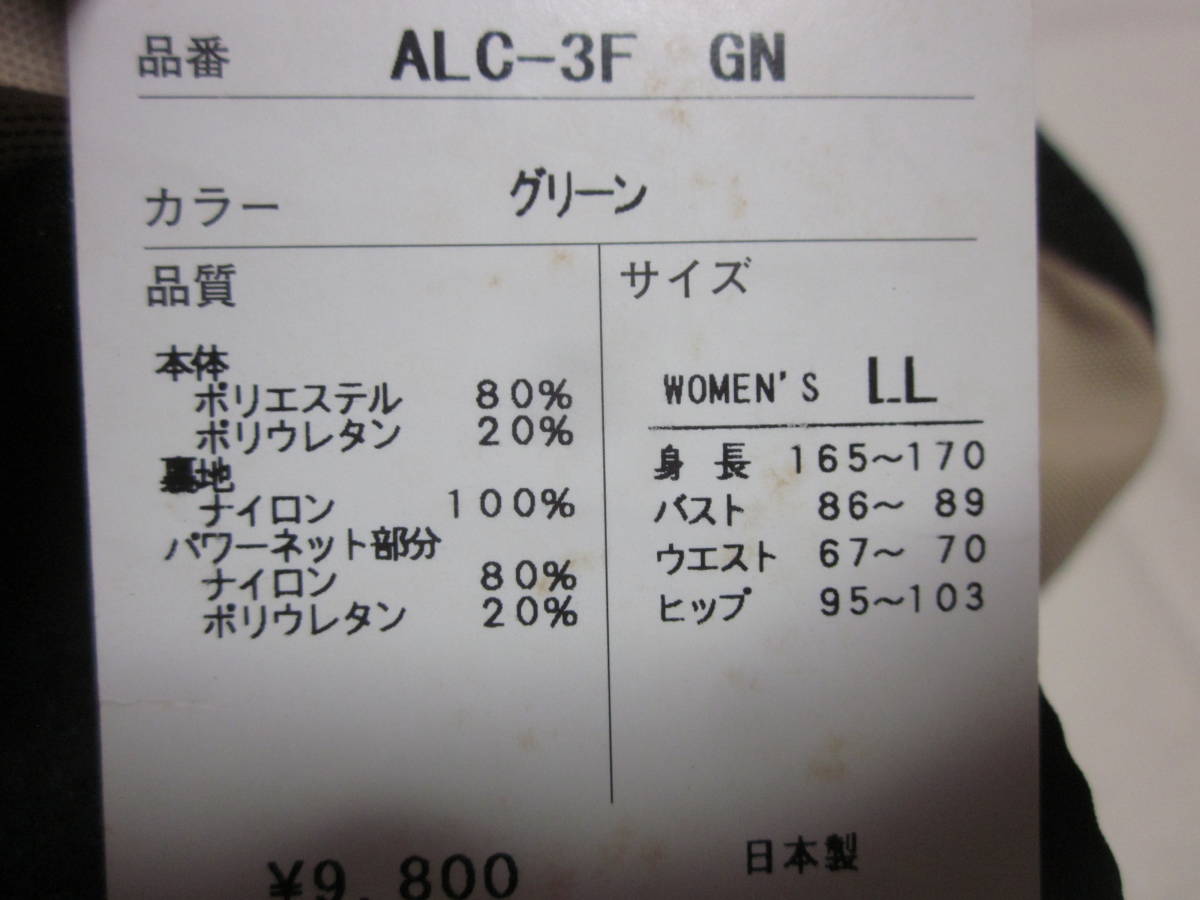 品番 ALC-3F GN
カラー グリーン
品質
本体
ポリエステル 80%
ポリウレタン 20%
裏地
ナイロン 100%
パワーネット部分
ナイロン 80%
ポリウレタン 20%
サイズ
WOMEN'S LL
身長 165~170
バスト 86~ 89
ウエスト 67~ 70
ヒップ 95~103
¥9,800
日本製